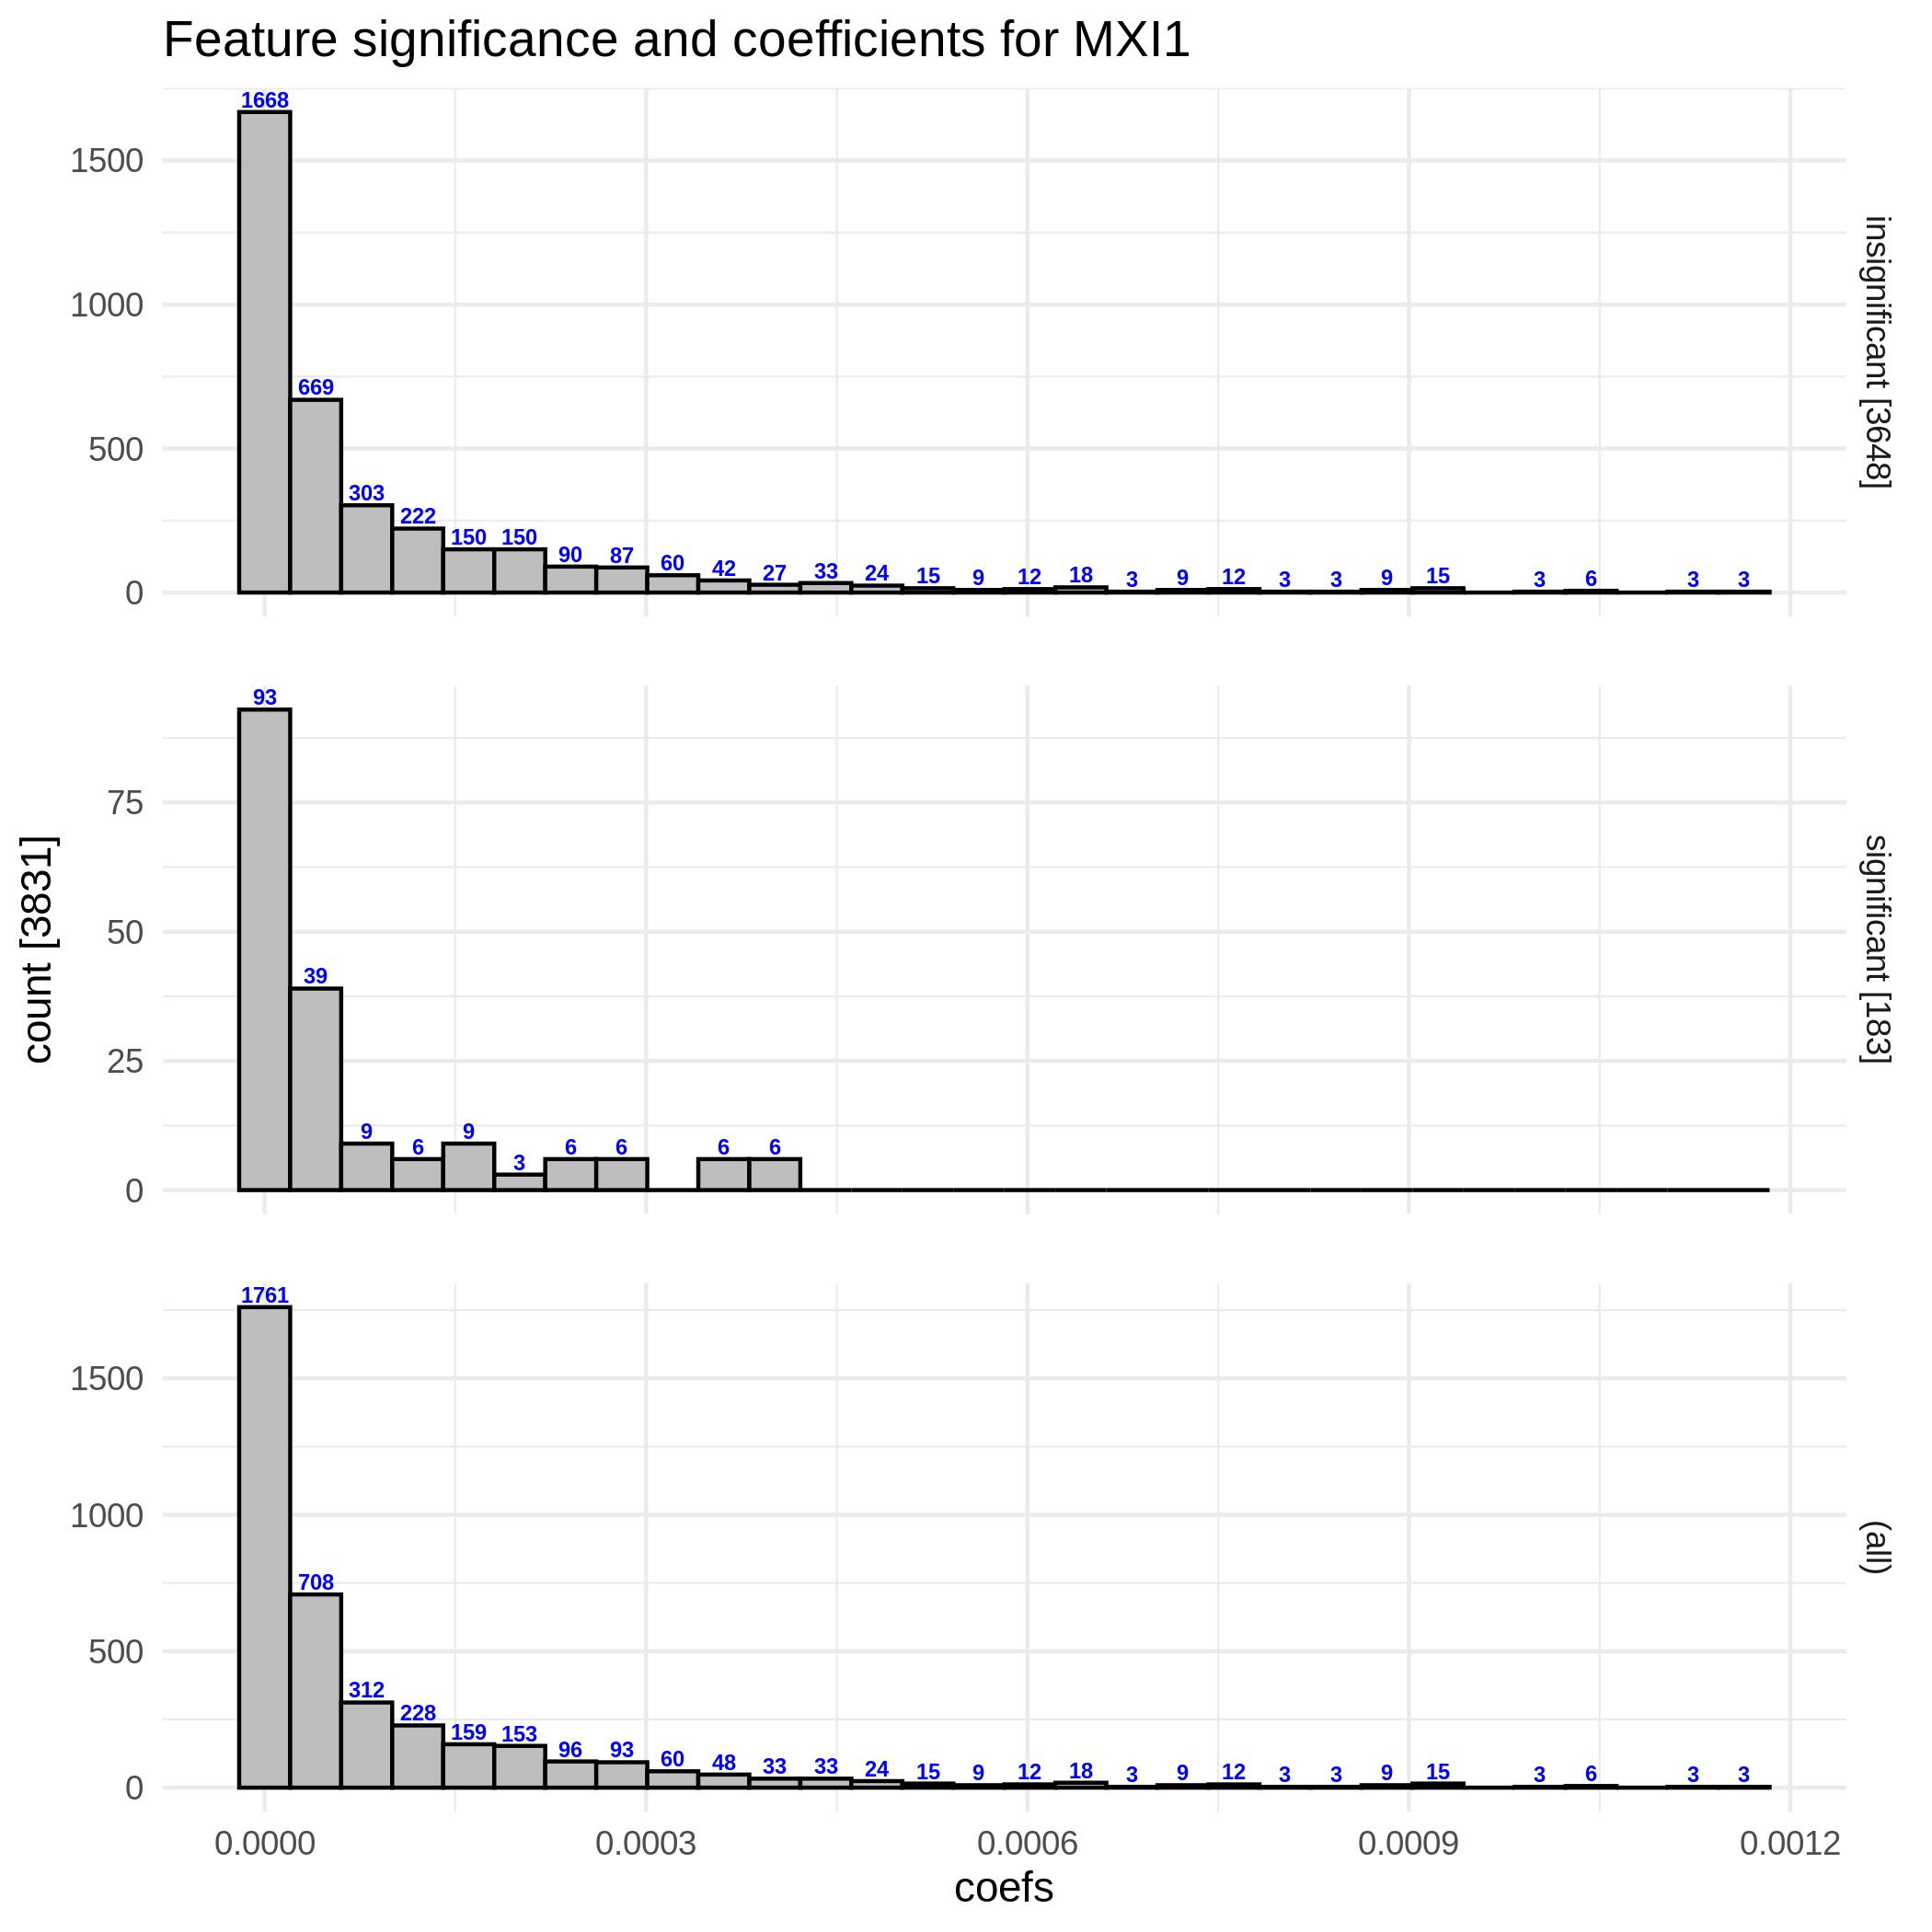 Feature significance and coefficients for MXI1
1668
1500
1000
669
500
303
222
150 150 90 87 60 42 27 33 24 15 9 12 18 3 9 12 3 3 9 15 3 6 3 3
0
insignificant [3648]
93
75
50
39
25
9 6 9 3 6 6 6 6
0
significant [183]
count [3831]
1761
1500
1000
708
500
312
228
159 153 96 93 60 48 33 33 24 15 9 12 18 3 9 12 3 3 9 15 3 6 3 3
0
(all)
0.0000 0.0003 0.0006 0.0009 0.0012
coefs